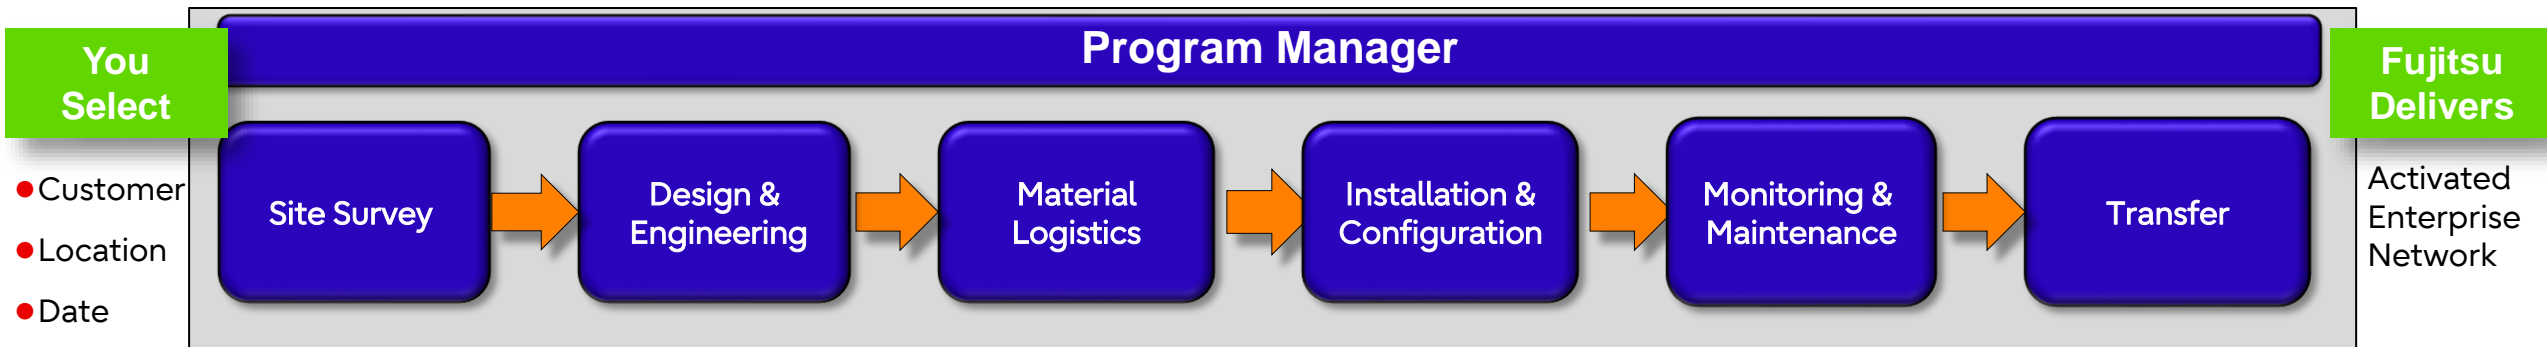 Program Manager
You
Select
Customer
Location
Date
Site Survey
Design &
Engineering
Material
Logistics
Installation &
Configuration
Monitoring &
Maintenance
Transfer
Fujitsu
Delivers
Activated
Enterprise
Network